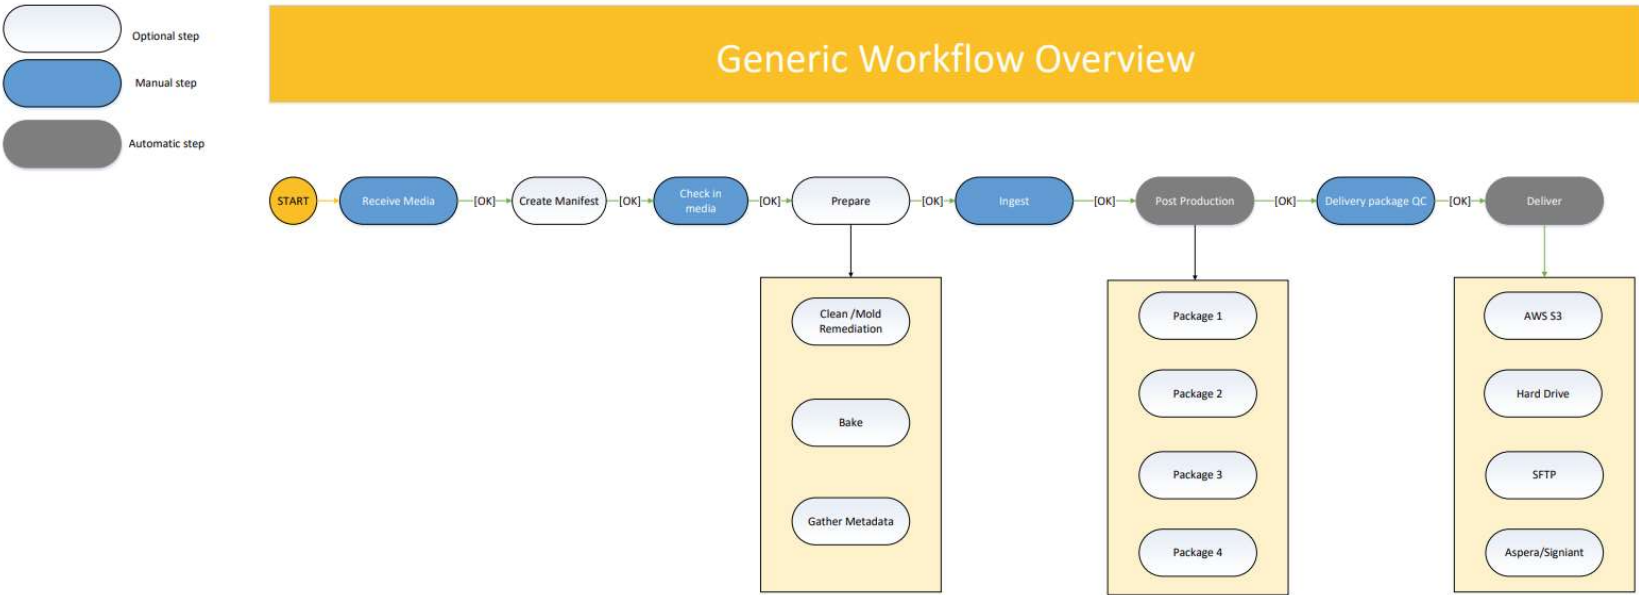 Optional step
Manual step
Automatic step
Generic Workflow Overview
START
Receive Media
[OK]
Create Manifest
[OK]
Check in
media
[OK]
Prepare
[OK]
Ingest
[OK]
Post Production
[OK]
Delivery package QC
[OK]
Deliver
Clean /Mold
Remediation
Bake
Gather Metadata
Package 1
Package 2
Package 3
Package 4
AWS S3
Hard Drive
SFTP
Aspera/Signiant